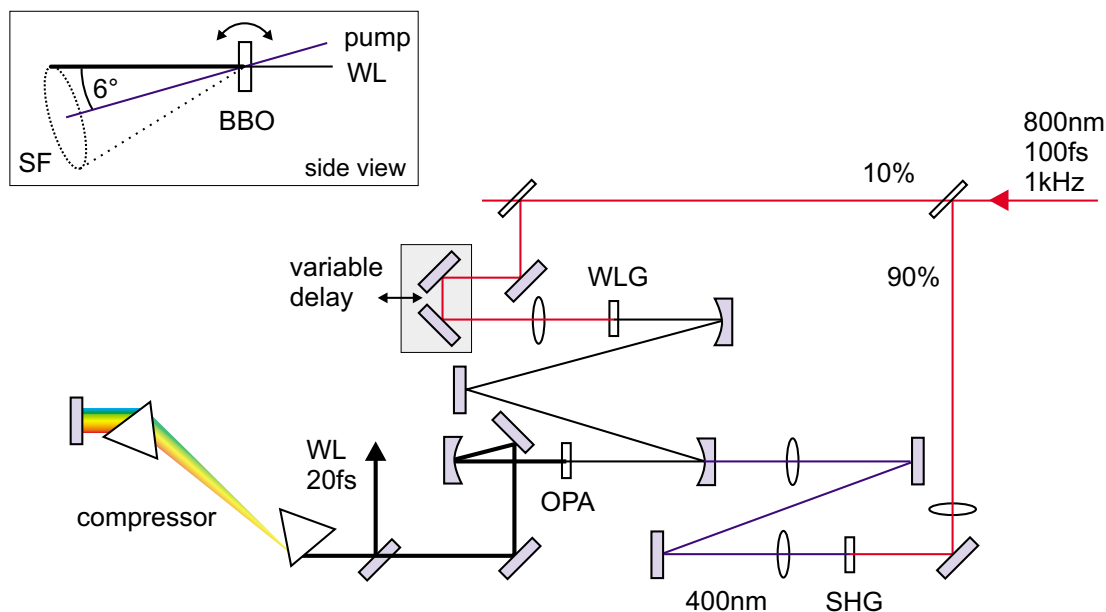 pump
WL
6°
BBO
SF
side view
800nm
100fs
1kHz
10%
90%
variable
delay
WLG
WL
20fs
OPA
compressor
400nm
SHG